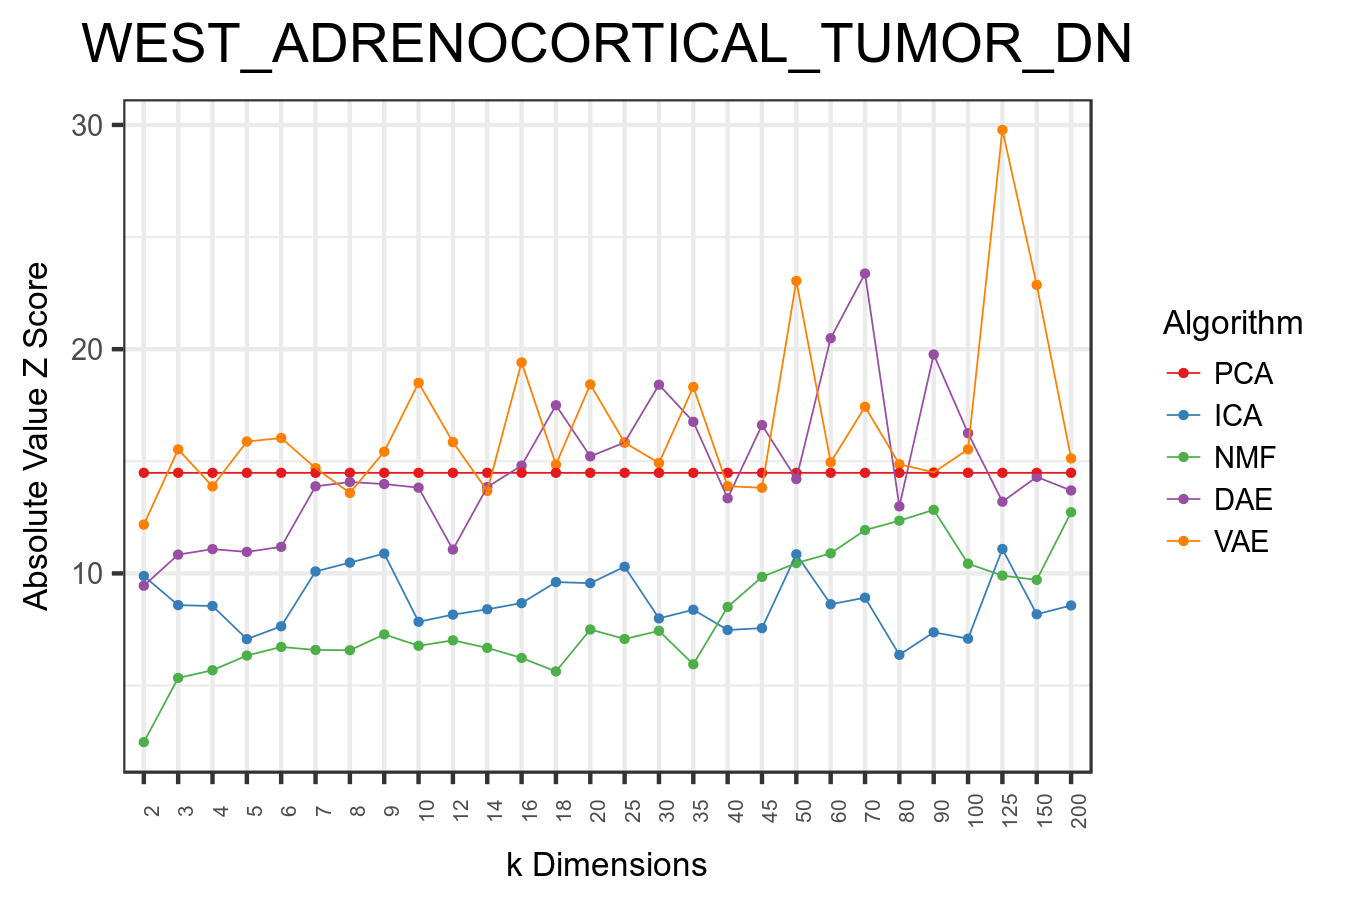 WEST_ADRENOCORTICAL_TUMOR_DN
Absolute Value Z Score
30
20
10
2 3 4 5 6 7 8 9 10 12 14 16 18 20 25 30 35 40 45 50 60 70 80 90 100 125 150 200
k Dimensions
Algorithm
PCA
ICA
NMF
DAE
VAE